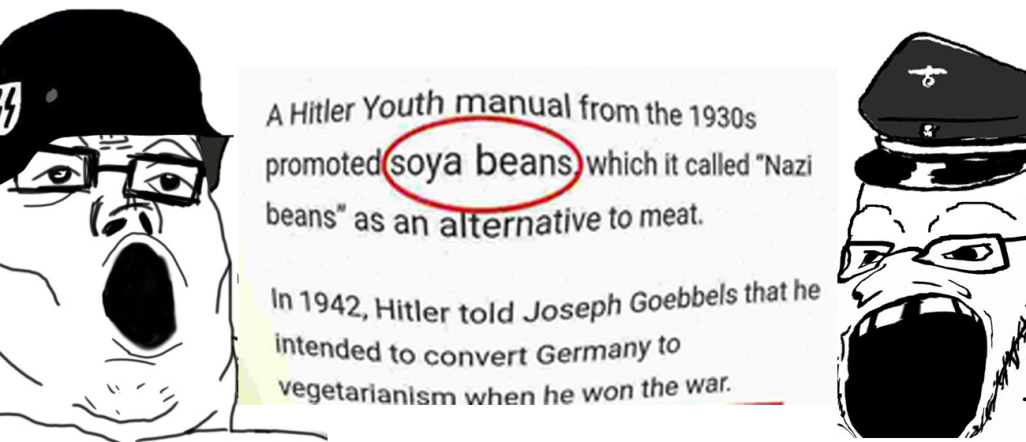 A Hitler Youth manual from the 1930s
promoted soya beans, which it called "Nazi
beans" as an alternative to meat.
In 1942, Hitler told Joseph Goebbels that he
intended to convert Germany to
vegetarianism when he won the war.